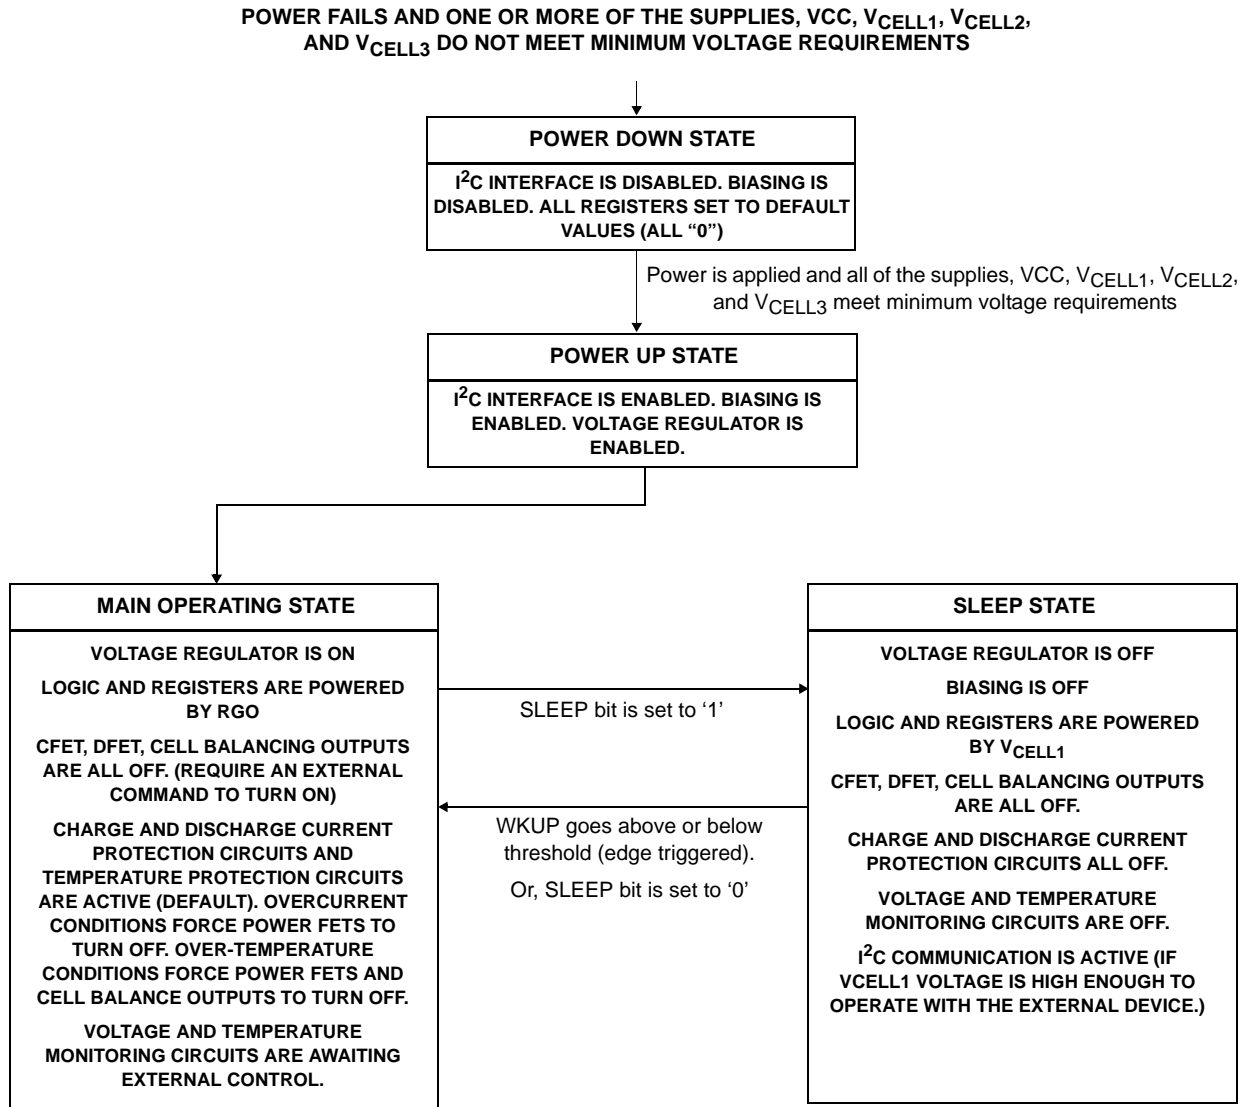 POWER FAILS AND ONE OR MORE OF THE SUPPLIES, VCC, VCELL1, VCELL2,
AND VCELL3 DO NOT MEET MINIMUM VOLTAGE REQUIREMENTS
POWER DOWN STATE
I2C INTERFACE IS DISABLED. BIASING IS
DISABLED. ALL REGISTERS SET TO DEFAULT
VALUES (ALL “0”)
Power is applied and all of the supplies, VCC, VCELL1, VCELL2,
and VCELL3 meet minimum voltage requirements
POWER UP STATE
I2C INTERFACE IS ENABLED. BIASING IS
ENABLED. VOLTAGE REGULATOR IS
ENABLED.
MAIN OPERATING STATE
VOLTAGE REGULATOR IS ON
LOGIC AND REGISTERS ARE POWERED
BY RGO
CFET, DFET, CELL BALANCING OUTPUTS
ARE ALL OFF. (REQUIRE AN EXTERNAL
COMMAND TO TURN ON)
CHARGE AND DISCHARGE CURRENT
PROTECTION CIRCUITS AND
TEMPERATURE PROTECTION CIRCUITS
ARE ACTIVE (DEFAULT). OVERCURRENT
CONDITIONS FORCE POWER FETS TO
TURN OFF. OVER-TEMPERATURE
CONDITIONS FORCE POWER FETS AND
CELL BALANCE OUTPUTS TO TURN OFF.
VOLTAGE AND TEMPERATURE
MONITORING CIRCUITS ARE AWAITING
EXTERNAL CONTROL.
SLEEP bit is set to ‘1’
WKUP goes above or below
threshold (edge triggered).
Or, SLEEP bit is set to ‘0’
SLEEP STATE
VOLTAGE REGULATOR IS OFF
BIASING IS OFF
LOGIC AND REGISTERS ARE POWERED
BY VCELL1
CFET, DFET, CELL BALANCING OUTPUTS
ARE ALL OFF.
CHARGE AND DISCHARGE CURRENT
PROTECTION CIRCUITS ALL OFF.
VOLTAGE AND TEMPERATURE
MONITORING CIRCUITS ARE OFF.
I2C COMMUNICATION IS ACTIVE (IF
VCELL1 VOLTAGE IS HIGH ENOUGH TO
OPERATE WITH THE EXTERNAL DEVICE.)